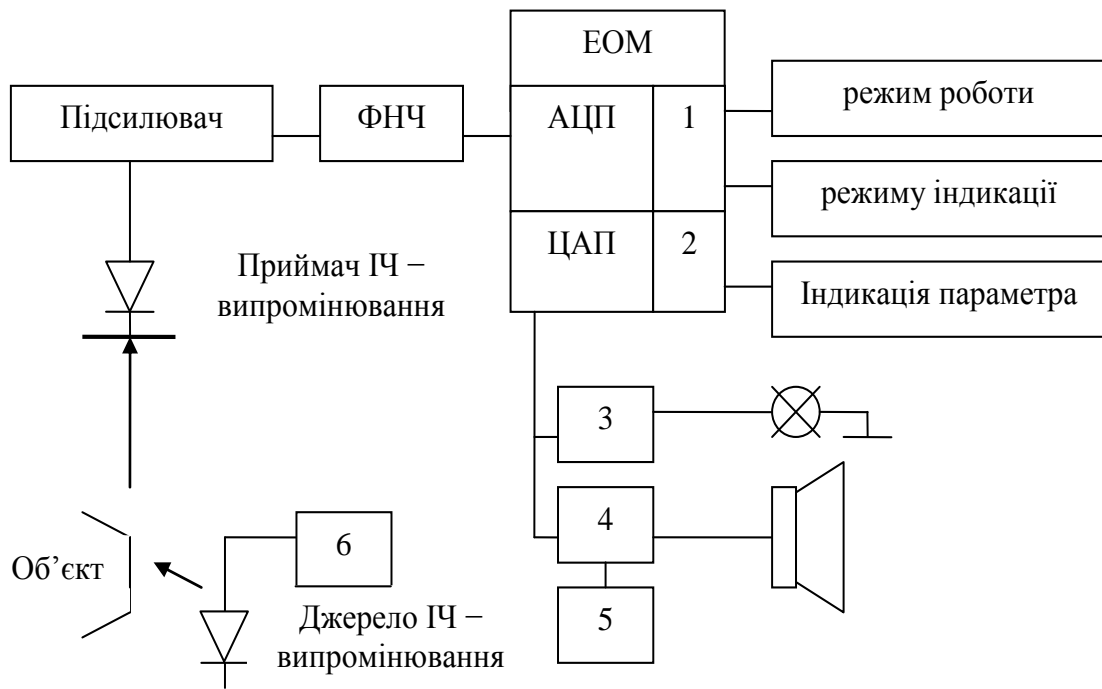 ЕОМ
Підсилювач
ФНЧ
АЦП
1
режим роботи
режиму індикації
ЦАП
2
Індикація параметра
Приймач ІЧ −
випромінювання
3
4
5
6
Об’єкт
Джерело ІЧ −
випромінювання